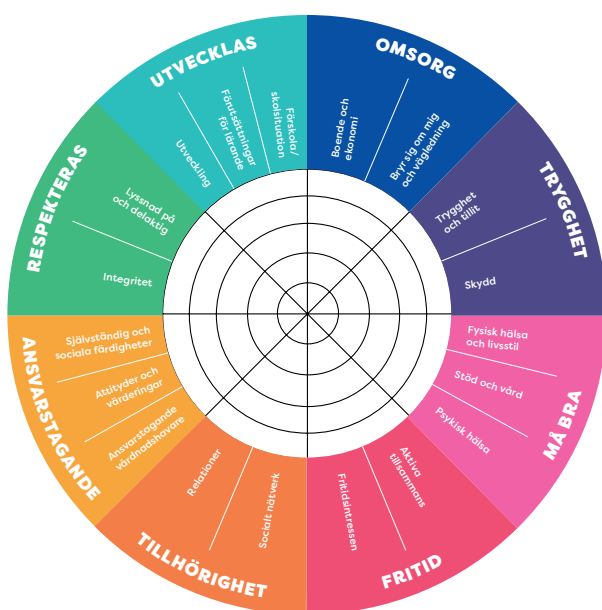 OMSORG
Boende och
ekonomi
Bryr sig om mig
och vägledning
TRYGGHET
Trygghet
och tillit
Skydd
MÅ BRA
Fysisk hälsa
och livsstil
Stöd och vård
Psykisk hälsa
FRITID
Aktiva
tillsammans
Fritidsintressen
TILLHÖRIGHET
Socialt nätverk
Relationer
ANSVARSTAGANDE
Ansvarstagande
vårdnadshavare
Attityder och
värderingar
Självständig och
sociala färdigheter
RESPEKTERAS
Integritet
Lyssnad på
och delaktig
UTVECKLAS
Utveckling
Förutsättningar
för lärande
Förskola/
skolsituation